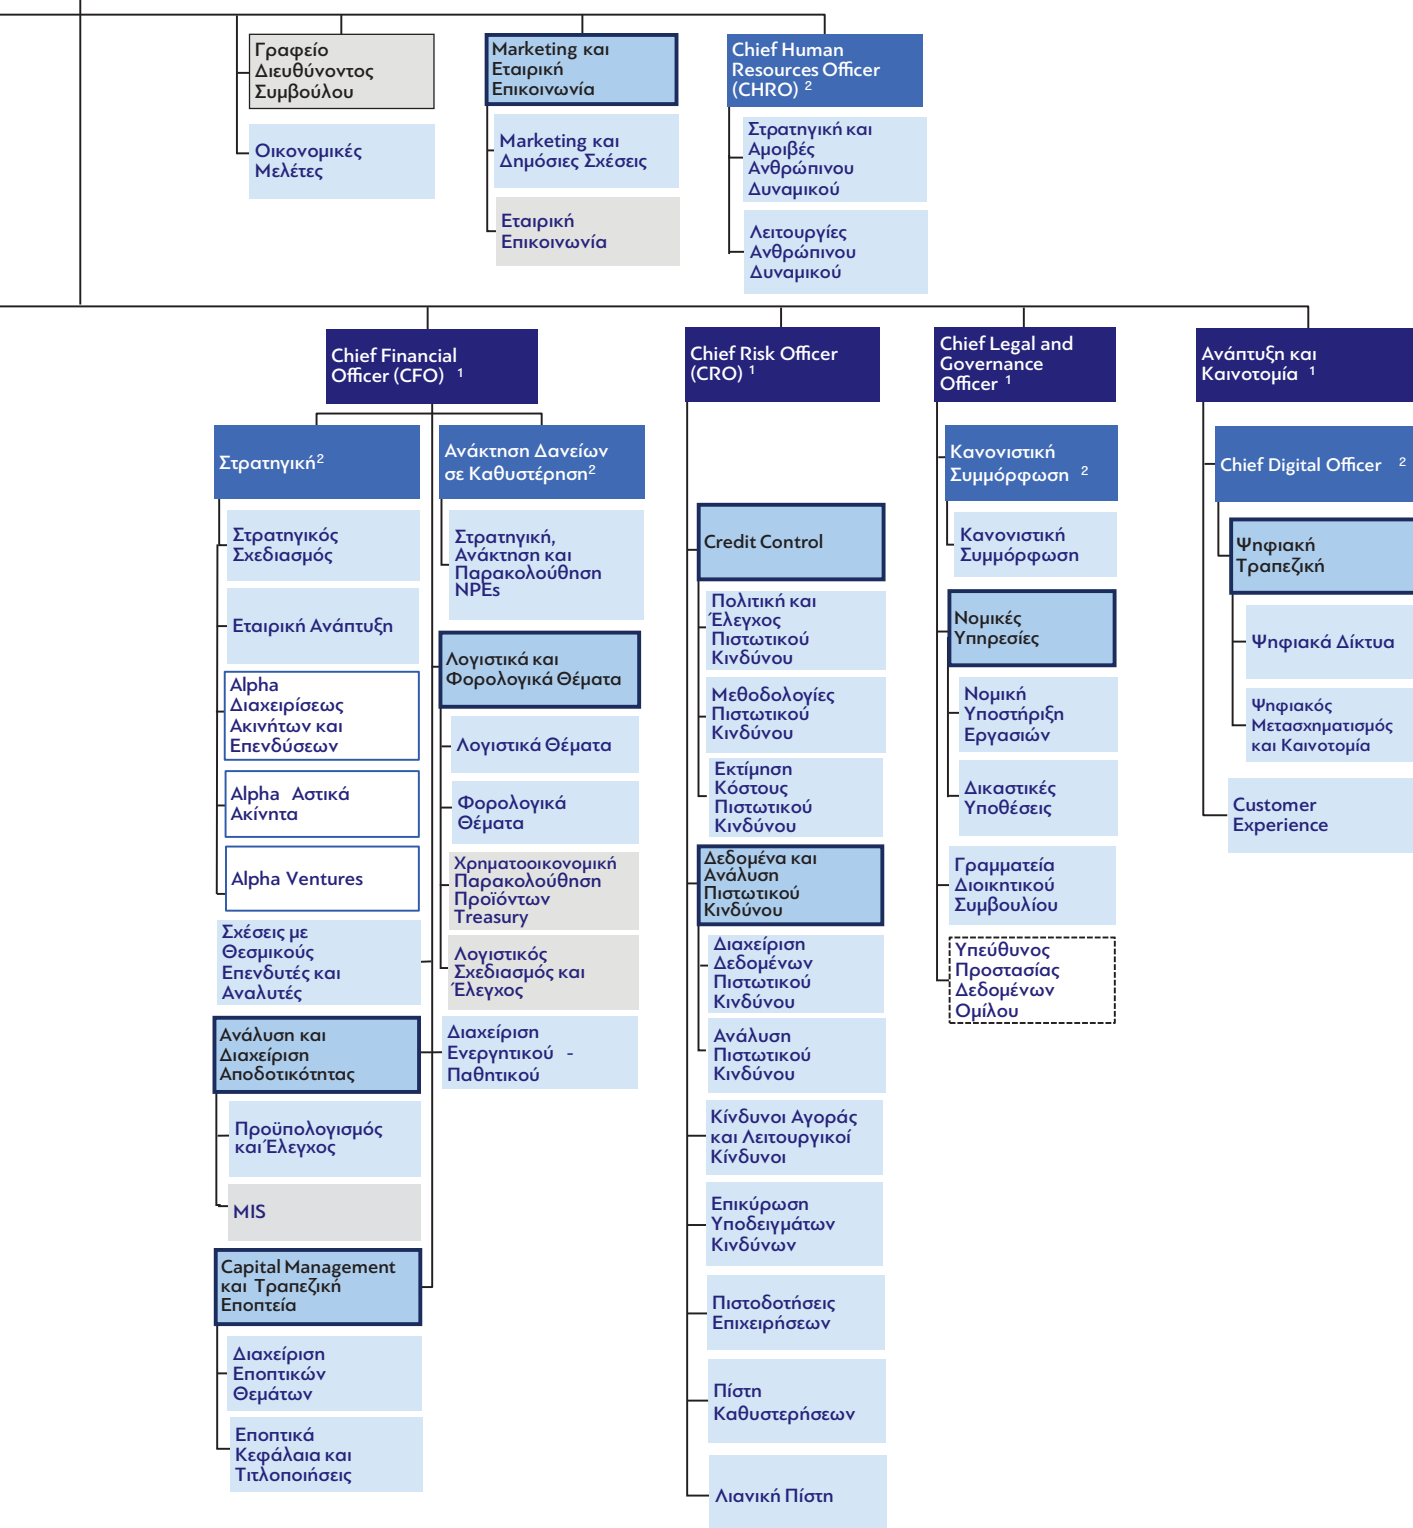 Γραφείο
Διευθύνοντος
Συμβούλου
Οικονομικές
Μελέτες
Marketing και
Εταιρική
Επικοινωνία
Marketing και
Δημόσιες Σχέσεις
Εταιρική
Επικοινωνία
Chief Human
Resources Officer
(CHRO) 2
Στρατηγική και
Αμοιβές
Ανθρώπινου
Δυναμικού
Λειτουργίες
Ανθρώπινου
Δυναμικού
Chief Financial
Officer (CFO) 1
Στρατηγική2
Στρατηγικός
Σχεδιασμός
Εταιρική Ανάπτυξη
Alpha
Διαχειρίσεως
Ακινήτων και
Επενδύσεων
Alpha Αστικά
Ακίνητα
Alpha Ventures
Σχέσεις με
Θεσμικούς
Επενδυτές και
Αναλυτές
Ανάλυση και
Διαχείριση
Αποδοτικότητας
Προϋπολογισμός
και Έλεγχος
MIS
Capital Management
και Τραπεζική
Εποπτεία
Διαχείριση
Εποπτικών
Θεμάτων
Εποπτικά
Κεφάλαια και
Τιτλοποιήσεις
Ανάκτηση Δανείων
σε Καθυστέρηση2
Στρατηγική,
Ανάκτηση και
Παρακολούθηση
NPEs
Λογιστικά και
Φορολογικά Θέματα
Λογιστικά Θέματα
Φορολογικά
Θέματα
Χρηματοοικονομική
Παρακολούθηση
Προϊόντων
Treasury
Λογιστικός
Σχεδιασμός και
Έλεγχος
Διαχείριση
Ενεργητικού -
Παθητικού
Chief Risk Officer
(CRO) 1
Credit Control
Πολιτική και
Έλεγχος
Πιστωτικού
Κινδύνου
Μεθοδολογίες
Πιστωτικού
Κινδύνου
Εκτίμηση
Κόστους
Πιστωτικού
Κινδύνου
Δεδομένα και
Ανάλυση
Πιστωτικού
Κινδύνου
Διαχείριση
Δεδομένων
Πιστωτικού
Κινδύνου
Ανάλυση
Πιστωτικού
Κινδύνου
Κίνδυνοι Αγοράς
και Λειτουργικοί
Κίνδυνοι
Επικύρωση
Υποδειγμάτων
Κινδύνων
Πιστοδοτήσεις
Επιχειρήσεων
Πίστη
Καθυστερήσεων
Λιανική Πίστη
Chief Legal and
Governance
Officer 1
Κανονιστική
Συμμόρφωση 2
Κανονιστική
Συμμόρφωση
Νομικές
Υπηρεσίες
Νομική
Υποστήριξη
Εργασιών
Δικαστικές
Υποθέσεις
Γραμματεία
Διοικητικού
Συμβουλίου
Υπεύθυνος
Προστασίας
Δεδομένων
Ομίλου
Ανάπτυξη και
Καινοτομία 1
Chief Digital Officer 2
Ψηφιακή
Τραπεζική
Ψηφιακά Δίκτυα
Ψηφιακός
Μετασχηματισμός
και Καινοτομία
Customer
Experience